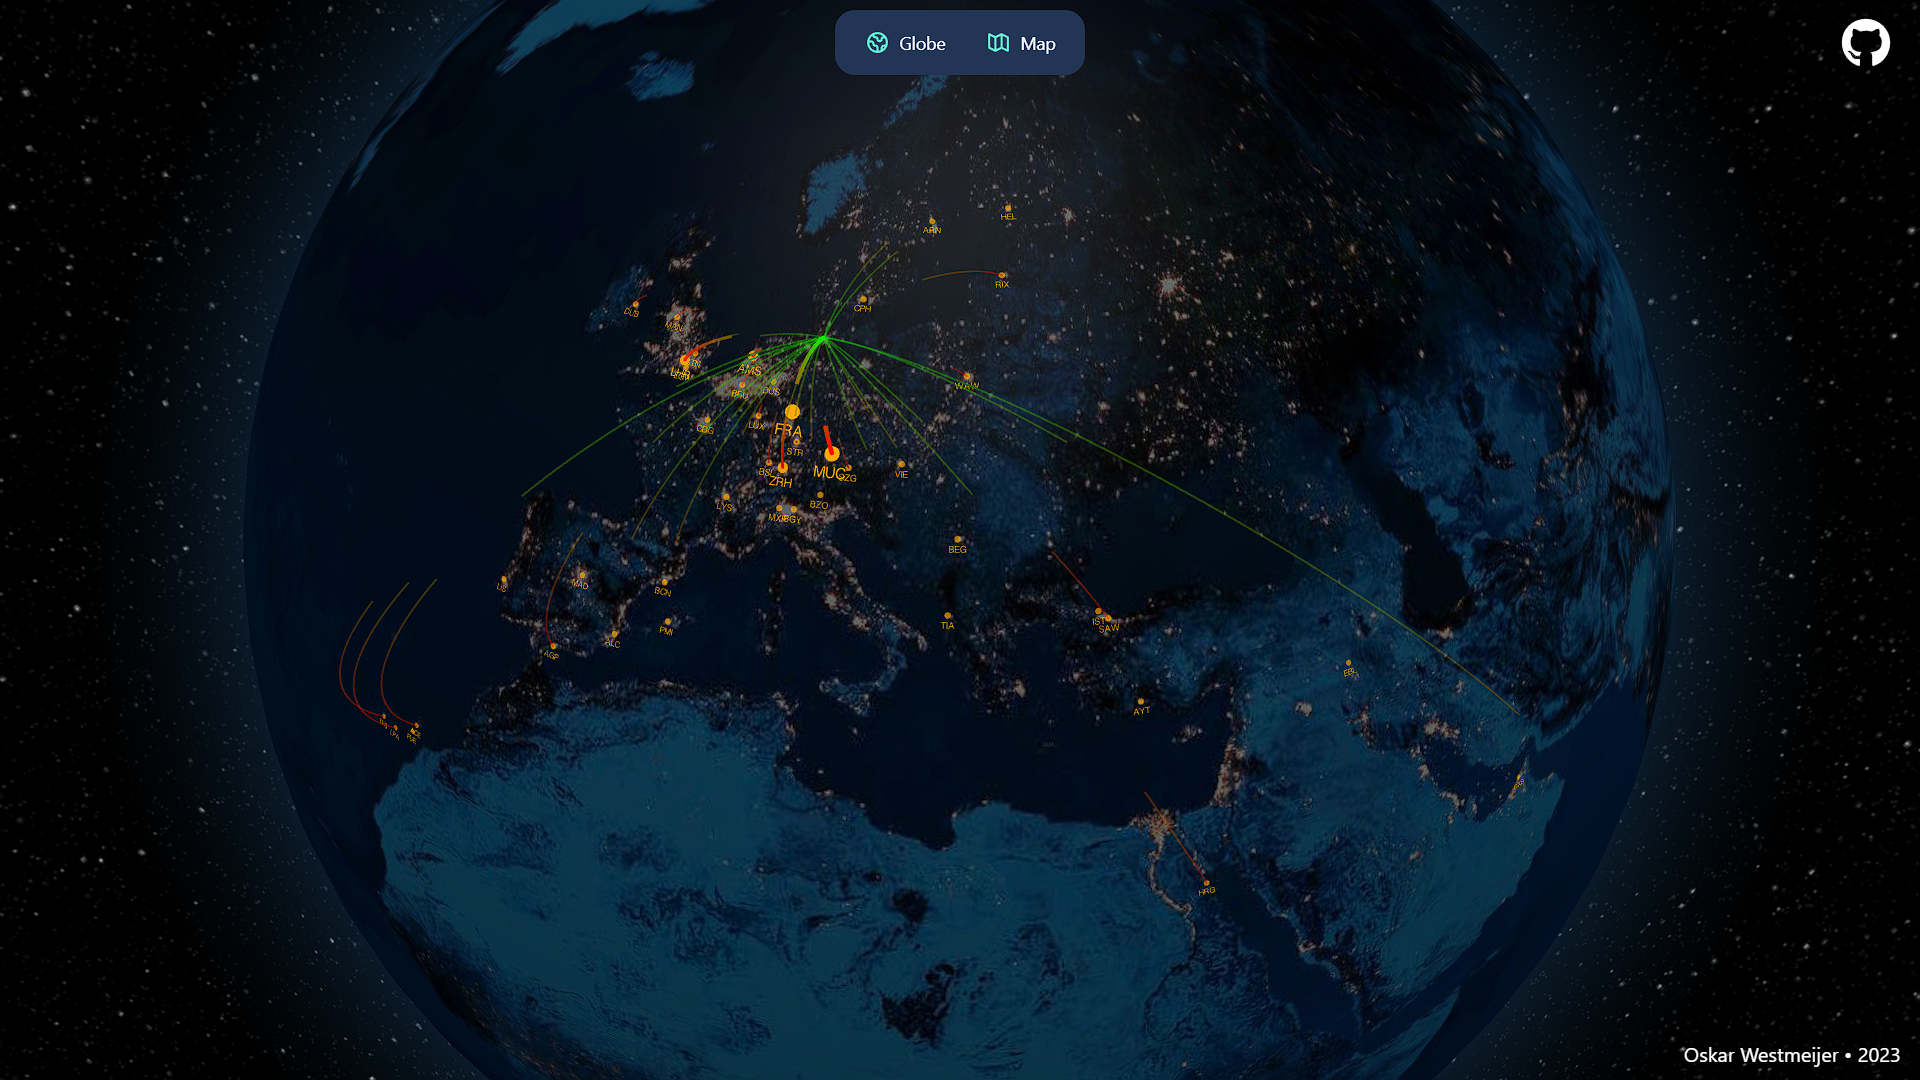 Globe
Map
HEL
ARN
RIX
CPH
DUB
MAN
LHR
AMS
BRU
DUS
WAW
CDG
LUX
FRA
STR
BSL
ZRH
MUC
SZG
VIE
LYS
BZO
MXP
BGY
BEG
LIS
MAD
BCN
TIA
IST
SAW
PMI
ALC
AGP
EBL
AYT
HRG
Oskar Westmeijer • 2023